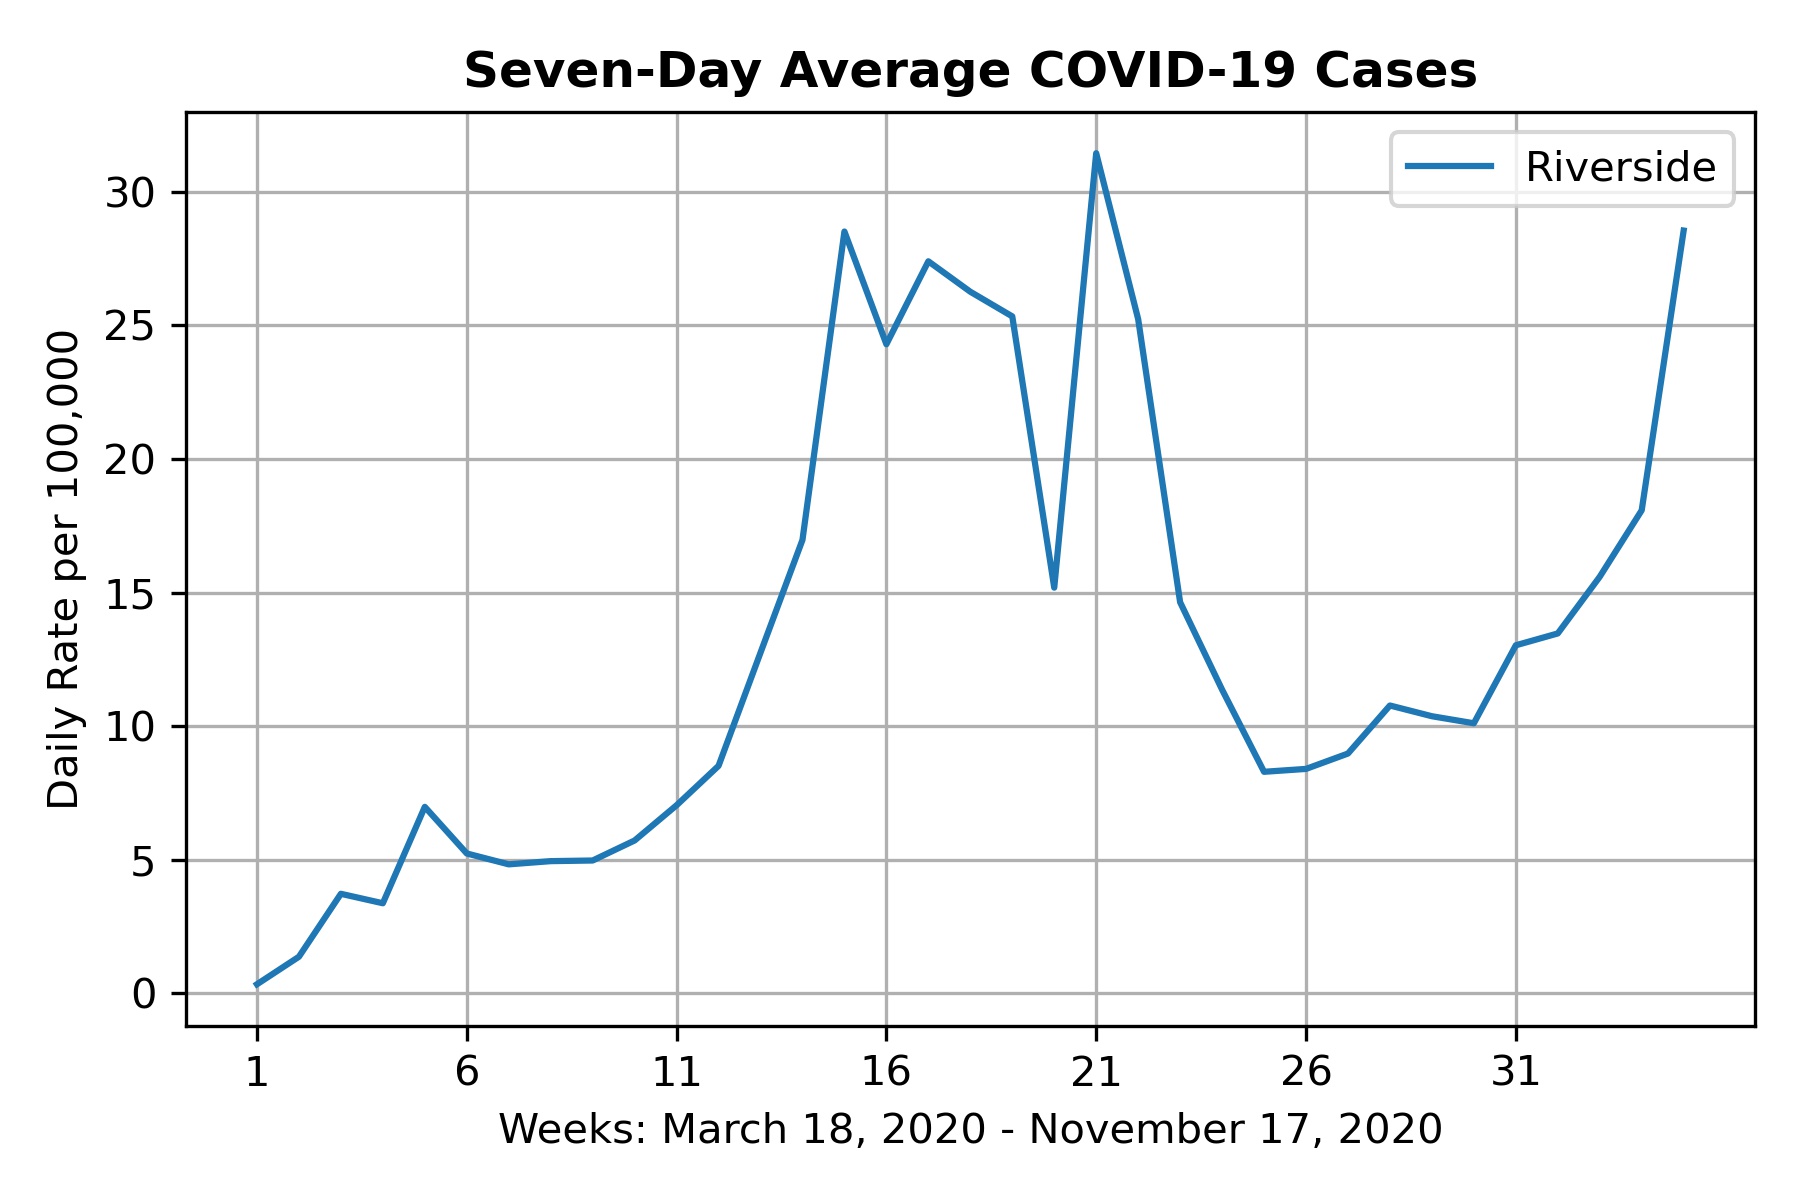 Seven-Day Average COVID-19 Cases
Riverside
30
25
20
15
10
5
0
Daily Rate per 100,000
1 6 11 16 21 26 31
Weeks: March 18, 2020 - November 17, 2020